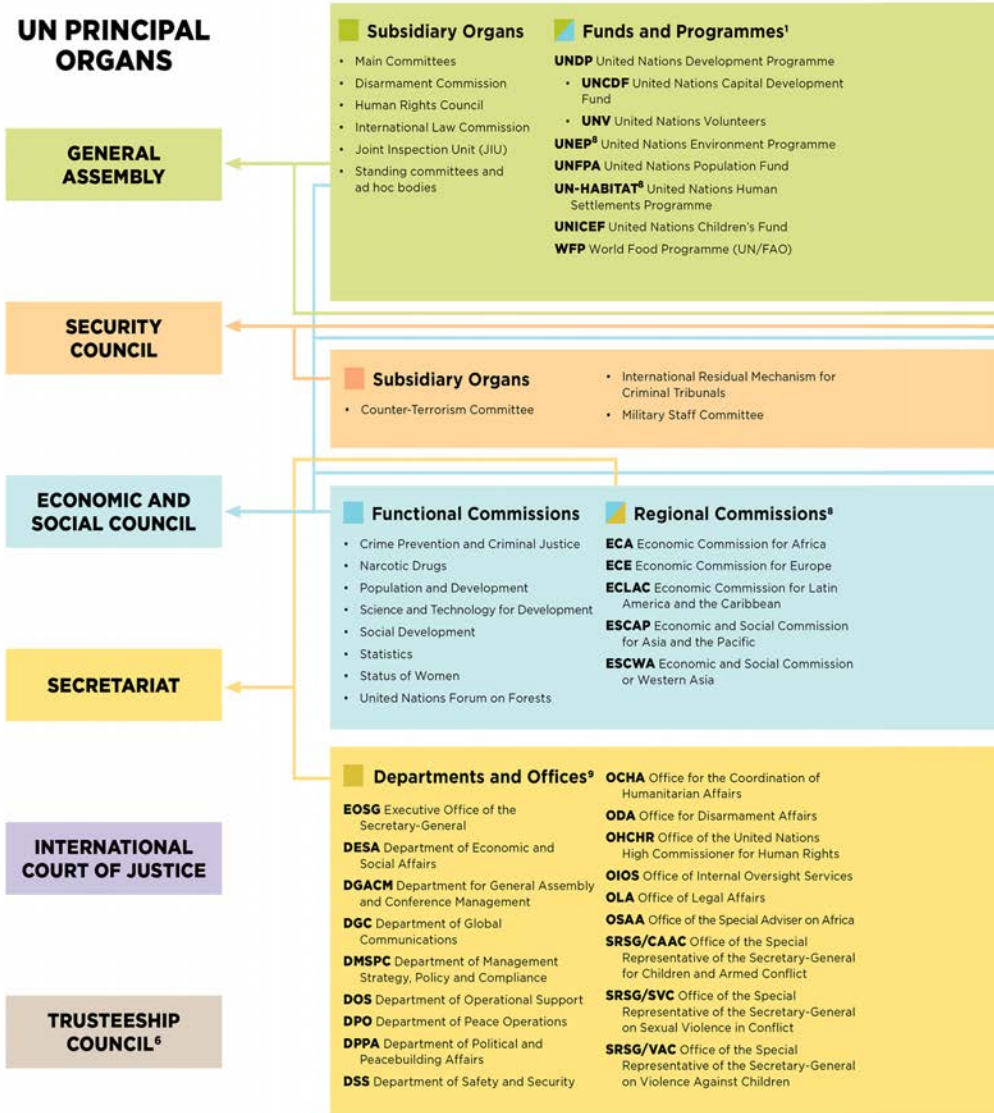 UN PRINCIPAL
ORGANS
GENERAL
ASSEMBLY
SECURITY
COUNCIL
ECONOMIC AND
SOCIAL COUNCIL
SECRETARIAT
INTERNATIONAL
COURT OF JUSTICE
TRUSTEESHIP
COUNCIL⁶
Subsidiary Organs
• Main Committees
• Disarmament Commission
• Human Rights Council
• International Law Commission
• Joint Inspection Unit (JIU)
• Standing committees and
ad hoc bodies
Funds and Programmes¹
UNDP United Nations Development Programme
• UNCDF United Nations Capital Development
Fund
• UNV United Nations Volunteers
UNEP⁸ United Nations Environment Programme
UNFPA United Nations Population Fund
UN-HABITAT⁸ United Nations Human
Settlements Programme
UNICEF United Nations Children's Fund
WFP World Food Programme (UN/FAO)
Subsidiary Organs
• Counter-Terrorism Committee
• International Residual Mechanism for
Criminal Tribunals
• Military Staff Committee
Functional Commissions
• Crime Prevention and Criminal Justice
• Narcotic Drugs
• Population and Development
• Science and Technology for Development
• Social Development
• Statistics
• Status of Women
• United Nations Forum on Forests
Regional Commissions⁸
ECA Economic Commission for Africa
ECE Economic Commission for Europe
ECLAC Economic Commission for Latin
America and the Caribbean
ESCAP Economic and Social Commission
for Asia and the Pacific
ESCWA Economic and Social Commission
or Western Asia
Departments and Offices⁹
EOSG Executive Office of the
Secretary-General
DESA Department of Economic and
Social Affairs
DGACM Department for General Assembly
and Conference Management
DGC Department of Global
Communications
DMSPC Department of Management
Strategy, Policy and Compliance
DOS Department of Operational Support
DPO Department of Peace Operations
DPPA Department of Political and
Peacebuilding Affairs
DSS Department of Safety and Security
OCHA Office for the Coordination of
Humanitarian Affairs
ODA Office for Disarmament Affairs
OHCHR Office of the United Nations
High Commissioner for Human Rights
OIOS Office of Internal Oversight Services
OLA Office of Legal Affairs
OSAA Office of the Special Adviser on Africa
SRSG/CAAC Office of the Special
Representative of the Secretary-General
for Children and Armed Conflict
SRSG/SVC Office of the Special
Representative of the Secretary-General
on Sexual Violence in Conflict
SRSG/VAC Office of the Special
Representative of the Secretary-General
on Violence Against Children